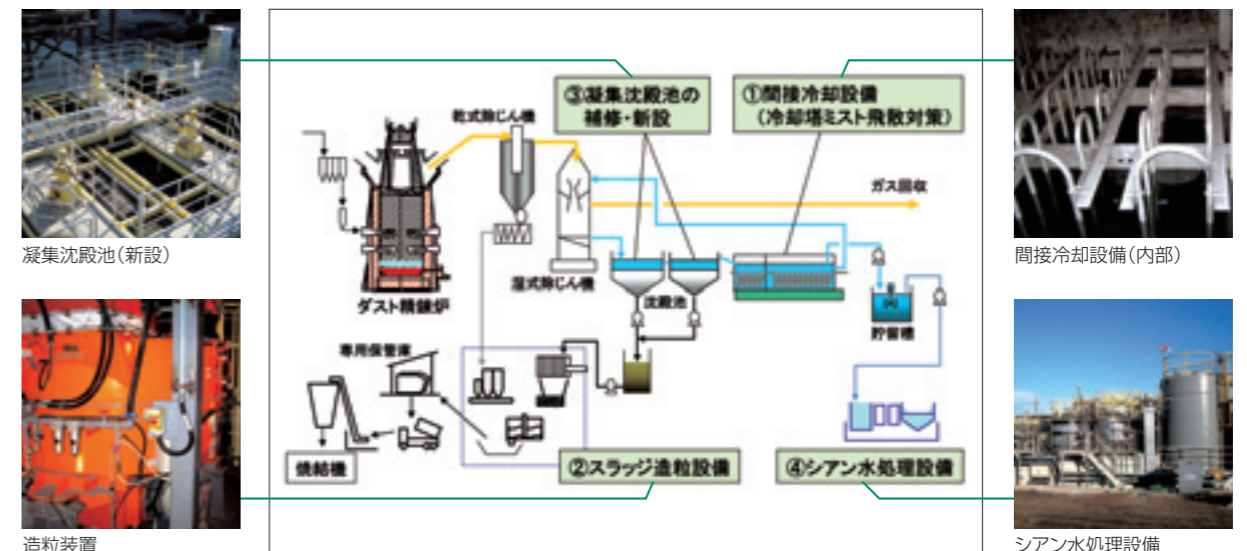 ③凝集沈殿池の
補修・新設
①間接冷却設備
(冷却塔ミスト飛散対策)
乾式除じん機
ガス回収
凝集沈殿池(新設)
間接冷却設備(内部)
湿式除じん機
ダスト精錬炉
沈殿池
貯留槽
専用保管庫
焼結機
②スラッジ造粒設備
④シアン水処理設備
造粒装置
シアン水処理設備